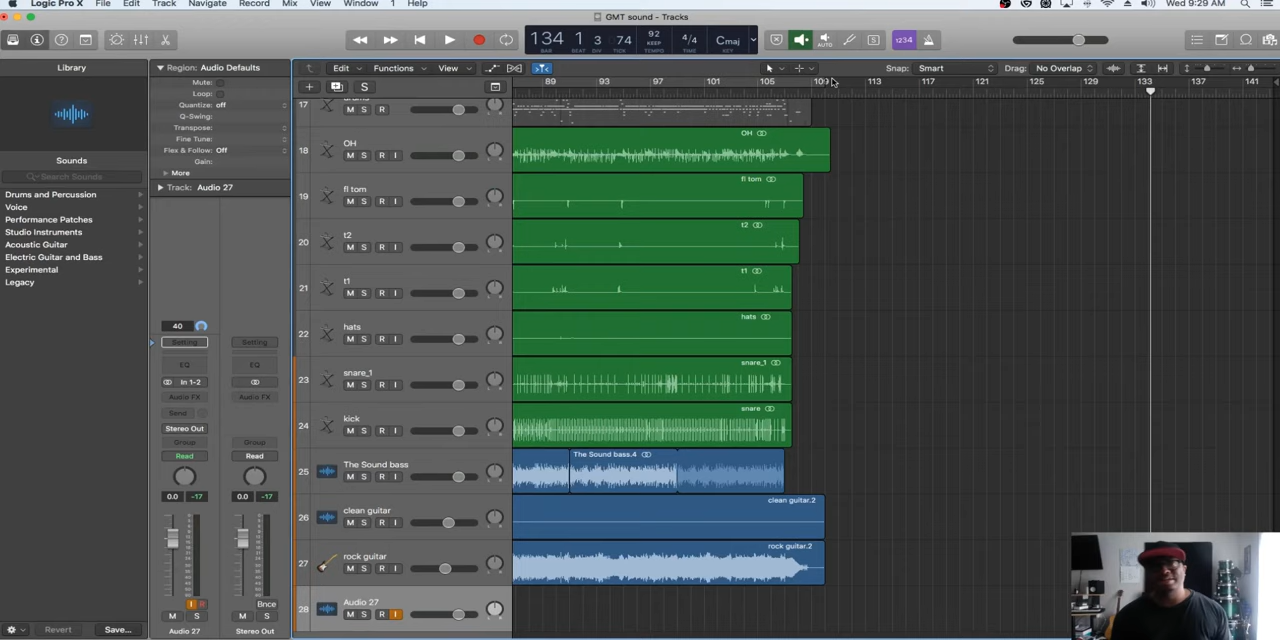 Logic Pro X File Edit Track Navigate Record Mix View Window 1 Help Wed 9:29 AM
GMT sound - Tracks
134 1 3 74 92 4/4 Cmaj 1234
BAR BEAT DIV TICK KEEP TEMPO
Library Region: Audio Defaults Edit Functions View Snap: Smart Drag: No Overlap
Mute:
Loop:
Quantize: off
Q-Swing:
Transpose:
Fine Tune:
Flex & Follow: Off
Gain:
More
Track: Audio 27
Sounds
Search Sounds
Drums and Percussion
Voice
Performance Patches
Studio Instruments
Acoustic Guitar
Electric Guitar and Bass
Experimental
Legacy
89 93 97 101 105 109 113 117 121 125 129 133 137 141
S
17 M S R
18 OH M S R I OH
19 fl tom M S R I fl tom
20 t2 M S R I t2
21 t1 M S R I t1
22 hats M S R I hats
23 snare_1 M S R I snare_1
24 kick M S R I snare
25 The Sound bass M S R I The Sound bass.4
26 clean guitar M S R I clean guitar.2
27 rock guitar M S R I rock guitar.2
28 Audio 27 M S R I
40
Setting Setting
EQ EQ
In 1-2
Audio FX Audio FX
Send
Stereo Out
Group Group
Read Read
0.0 -17 0.0 -17
I R Bnce
M S M S
Audio 27 Stereo Out
Revert Save...